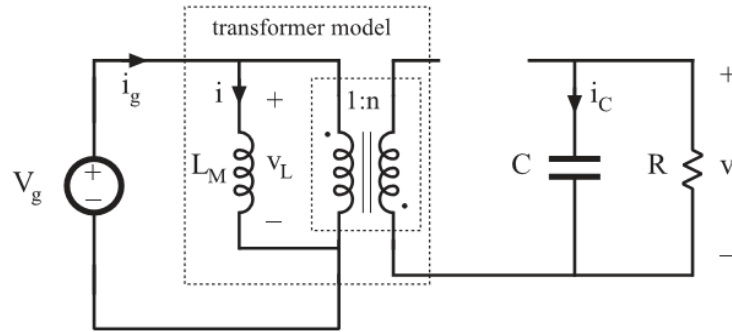 transformer model
i_g
i
+
1:n
i_C
+
V_g
+
−
L_M
v_L
C
R
v
−
−